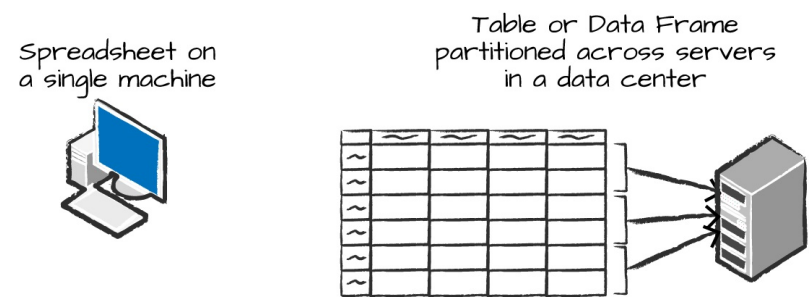 Spreadsheet on
a single machine
Table or Data Frame
partitioned across servers
in a data center